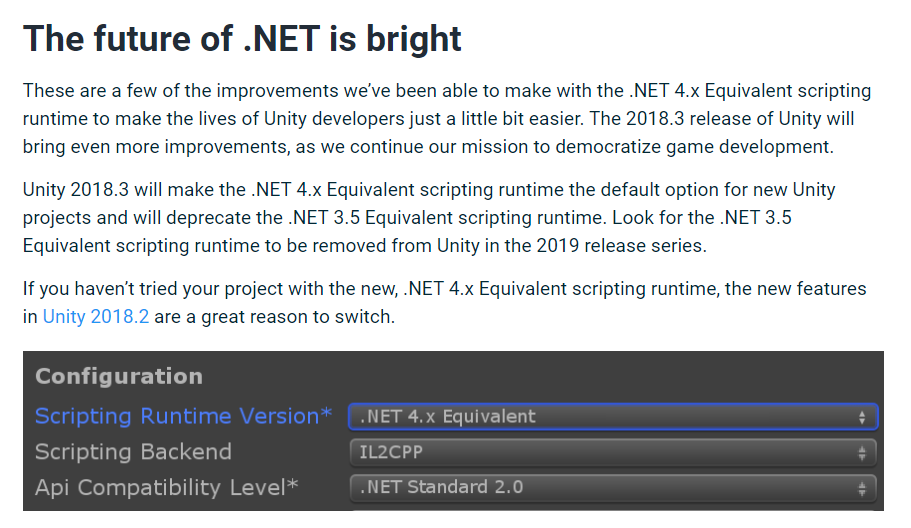 The future of .NET is bright
These are a few of the improvements we’ve been able to make with the .NET 4.x Equivalent scripting
runtime to make the lives of Unity developers just a little bit easier. The 2018.3 release of Unity will
bring even more improvements, as we continue our mission to democratize game development.
Unity 2018.3 will make the .NET 4.x Equivalent scripting runtime the default option for new Unity
projects and will deprecate the .NET 3.5 Equivalent scripting runtime. Look for the .NET 3.5
Equivalent scripting runtime to be removed from Unity in the 2019 release series.
If you haven’t tried your project with the new, .NET 4.x Equivalent scripting runtime, the new features
in Unity 2018.2 are a great reason to switch.
Configuration
Scripting Runtime Version* .NET 4.x Equivalent
Scripting Backend IL2CPP
Api Compatibility Level* .NET Standard 2.0